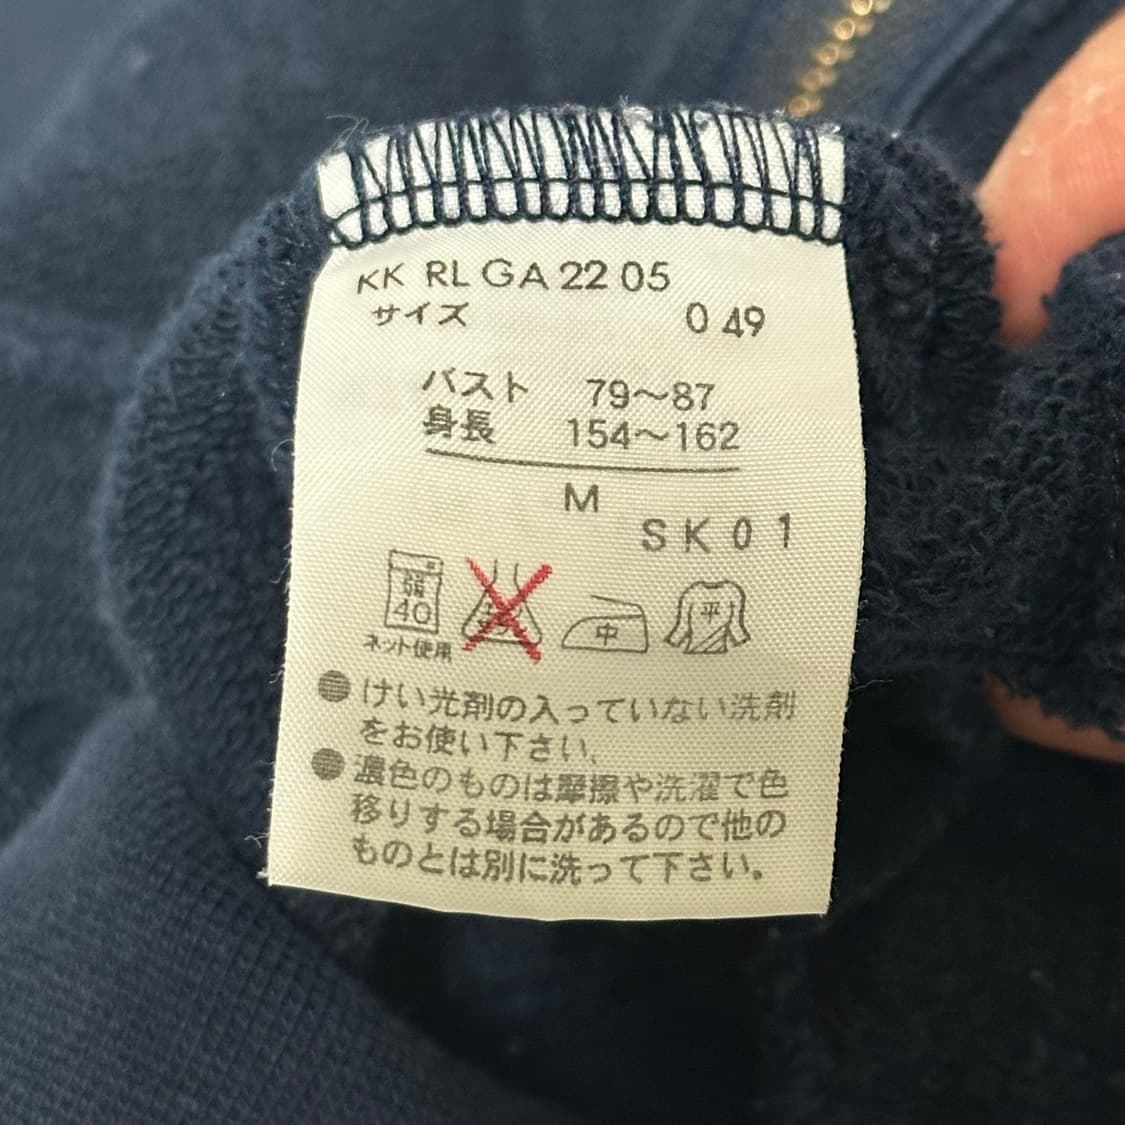 KK RL GA 22 05
サイズ 0 49
バスト 79～87
身長 154～162
M
SK01
弱
40
ネット使用
中
平
●けい光剤の入っていない洗剤
をお使い下さい。
●濃色のものは摩擦や洗濯で色
移りする場合があるので他の
ものとは別に洗って下さい。